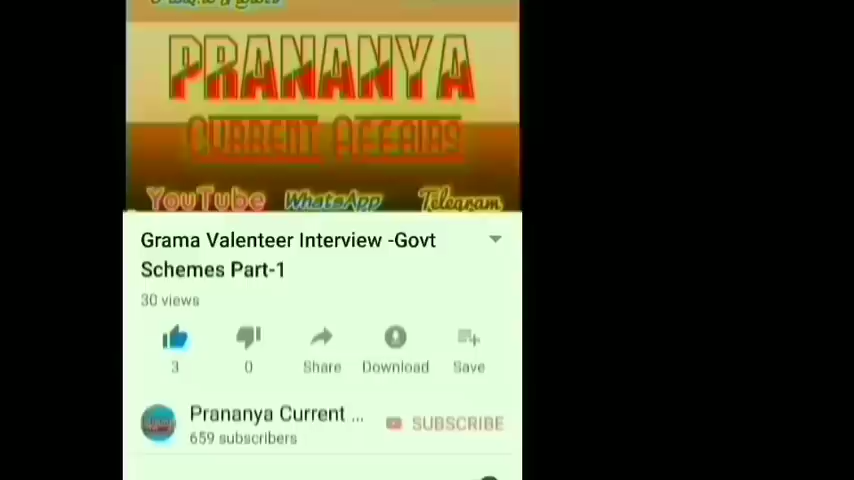 PRANANYA
CURRENT AFFAIRS
YouTube WhatsApp Telegram
Grama Valenteer Interview -Govt
Schemes Part-1
30 views
3 0 Share Download Save
Prananya Current ...
SUBSCRIBE
659 subscribers